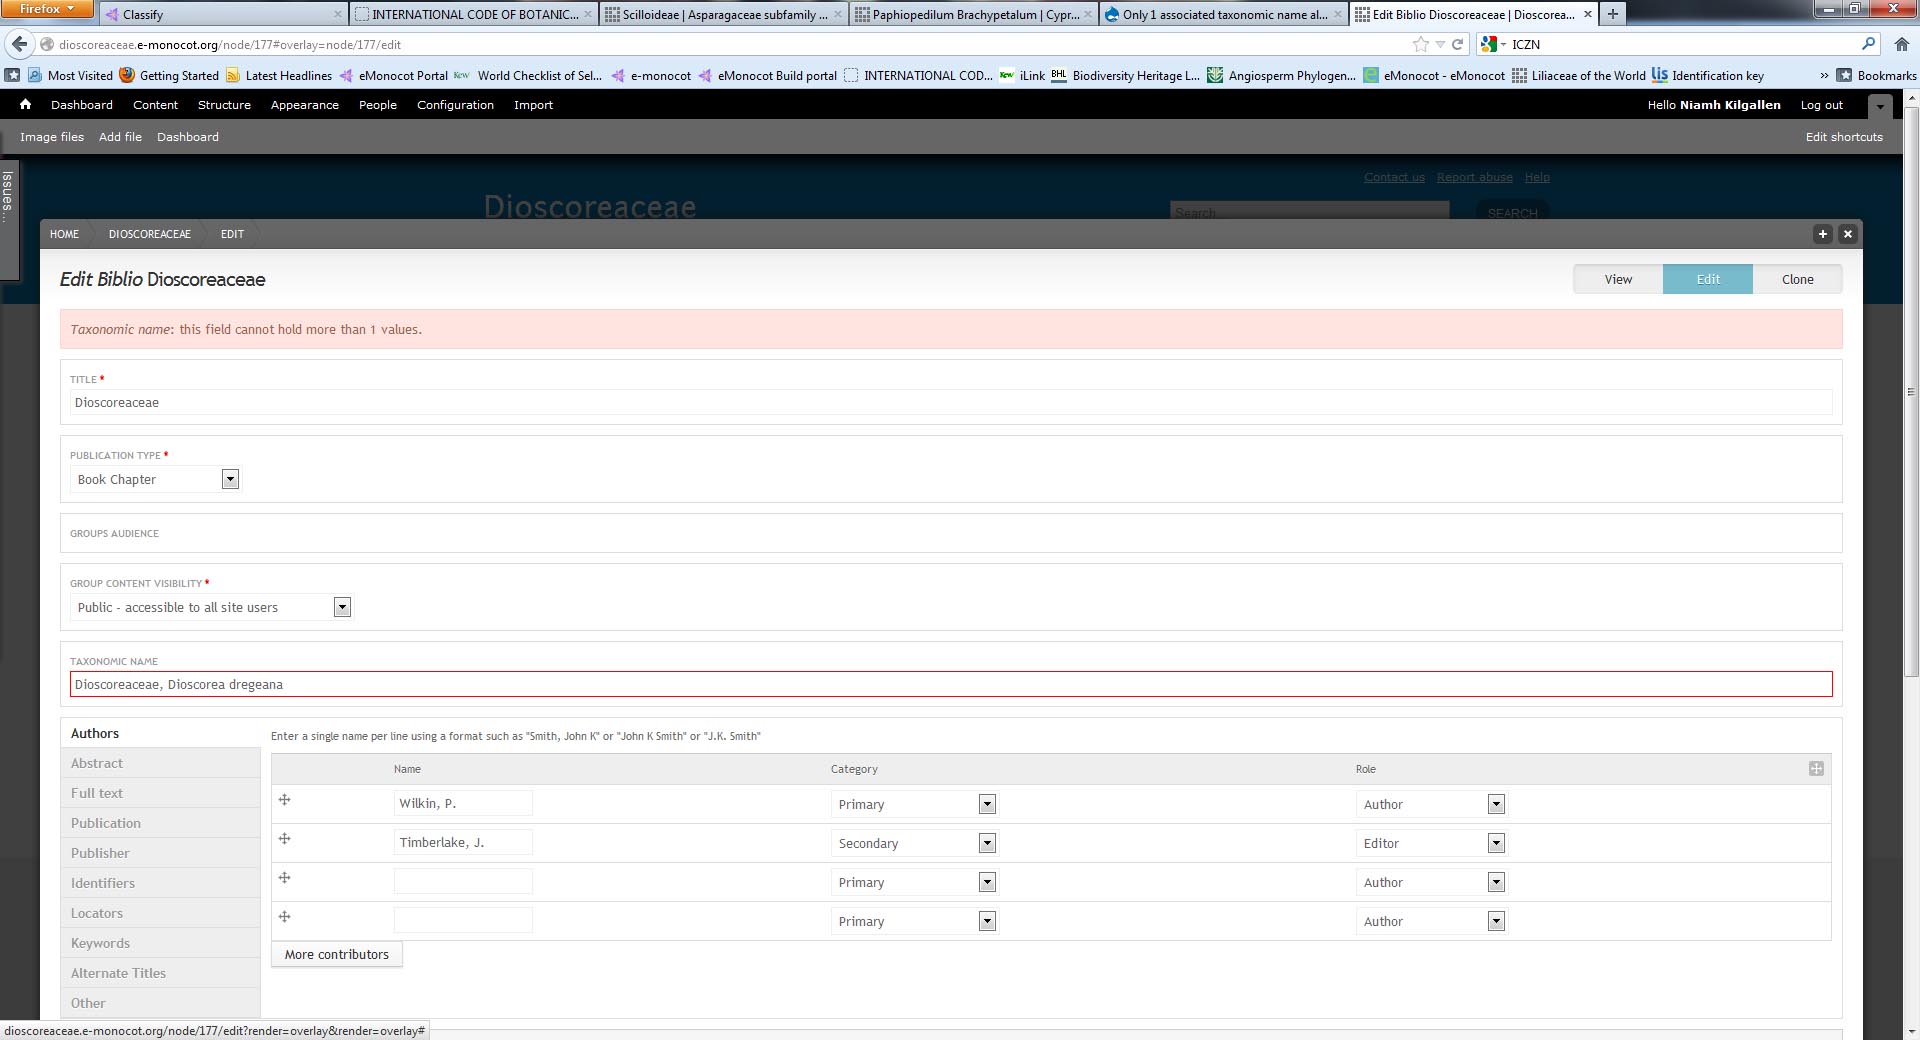 Firefox
Classify
INTERNATIONAL CODE OF BOTANIC...
Scilloideae | Asparagaceae subfamily ...
Paphiopedilum Brachypetalum | Cypr...
Only 1 associated taxonomic name al...
Edit Biblio Dioscoreaceae | Dioscorea...
dioscoreaceae.e-monocot.org/node/177#overlay=node/177/edit
ICZN
Most Visited
Getting Started
Latest Headlines
eMonocot Portal
Kew World Checklist of Sel...
e-monocot
eMonocot Build portal
INTERNATIONAL COD...
Kew iLink
BHL Biodiversity Heritage L...
Angiosperm Phylogen...
eMonocot - eMonocot
Liliaceae of the World
lis Identification key
»
Bookmarks
Dashboard Content Structure Appearance People Configuration Import
Hello Niamh Kilgallen Log out
Image files Add file Dashboard
Edit shortcuts
Issues...
Contact us Report abuse Help
Dioscoreaceae
Search...
SEARCH
HOME DIOSCOREACEAE EDIT
Edit Biblio Dioscoreaceae
View Edit Clone
Taxonomic name: this field cannot hold more than 1 values.
TITLE *
Dioscoreaceae
PUBLICATION TYPE *
Book Chapter
GROUPS AUDIENCE
GROUP CONTENT VISIBILITY *
Public - accessible to all site users
TAXONOMIC NAME
Dioscoreaceae, Dioscorea dregeana
Authors
Abstract
Full text
Publication
Publisher
Identifiers
Locators
Keywords
Alternate Titles
Other
Enter a single name per line using a format such as "Smith, John K" or "John K Smith" or "J.K. Smith"
Name Category Role
Wilkin, P. Primary Author
Timberlake, J. Secondary Editor
Primary Author
Primary Author
More contributors
dioscoreaceae.e-monocot.org/node/177/edit?render=overlay&render=overlay#